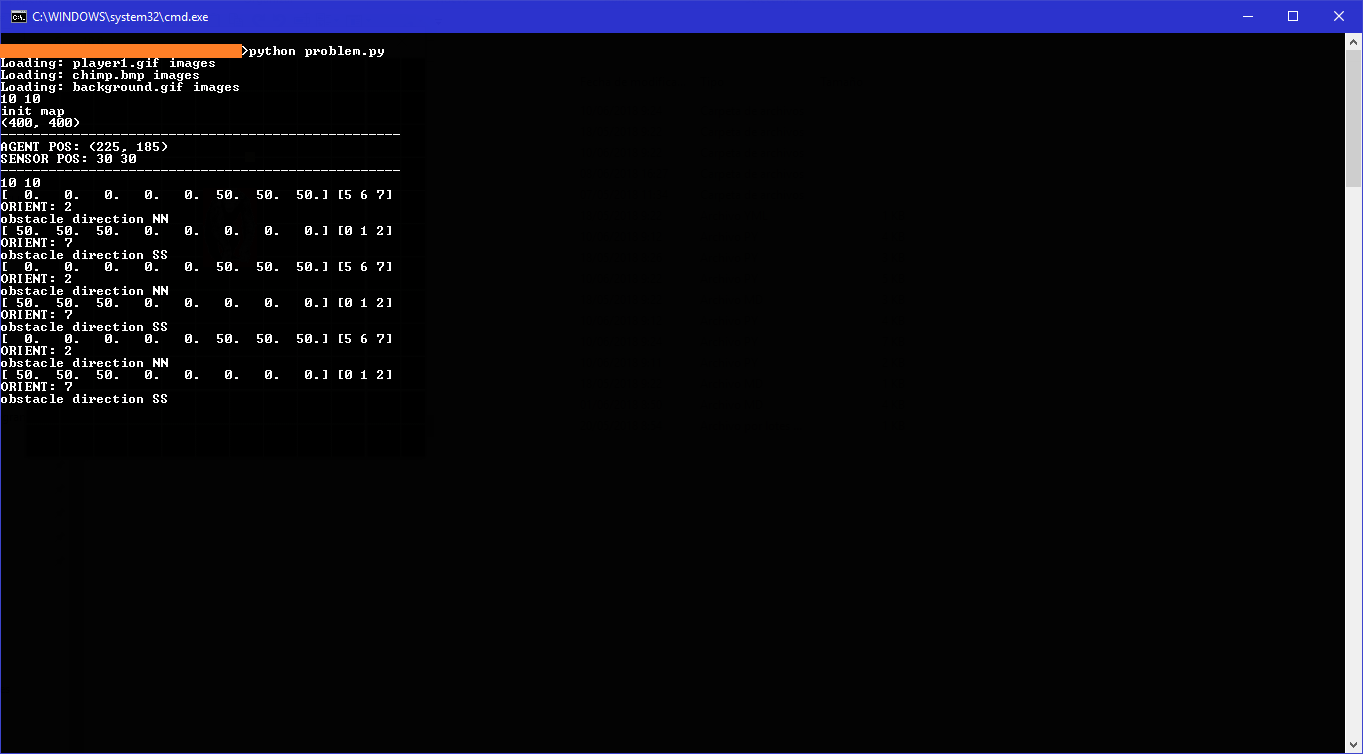 C:\WINDOWS\system32\cmd.exe
>python problem.py
Loading: player1.gif images
Loading: chimp.bmp images
Loading: background.gif images
10 10
init map
(400, 400)
--------------------------------------------------
AGENT POS: (225, 185)
SENSOR POS: 30 30
--------------------------------------------------
10 10
[  0.   0.   0.   0.   0.  50.  50.  50.] [5 6 7]
ORIENT: 2
obstacle direction NN
[ 50.  50.  50.   0.   0.   0.   0.   0.] [0 1 2]
ORIENT: 7
obstacle direction SS
[  0.   0.   0.   0.   0.  50.  50.  50.] [5 6 7]
ORIENT: 2
obstacle direction NN
[ 50.  50.  50.   0.   0.   0.   0.   0.] [0 1 2]
ORIENT: 7
obstacle direction SS
[  0.   0.   0.   0.   0.  50.  50.  50.] [5 6 7]
ORIENT: 2
obstacle direction NN
[ 50.  50.  50.   0.   0.   0.   0.   0.] [0 1 2]
ORIENT: 7
obstacle direction SS